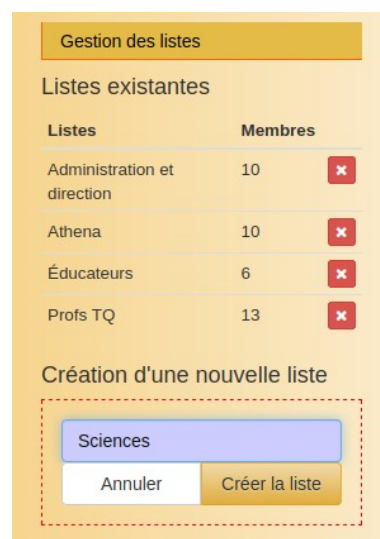 Gestion des listes
Listes existantes
Listes Membres
Administration et 10
direction
Athena 10
Éducateurs 6
Profs TQ 13
Création d'une nouvelle liste
Sciences
Annuler Créer la liste